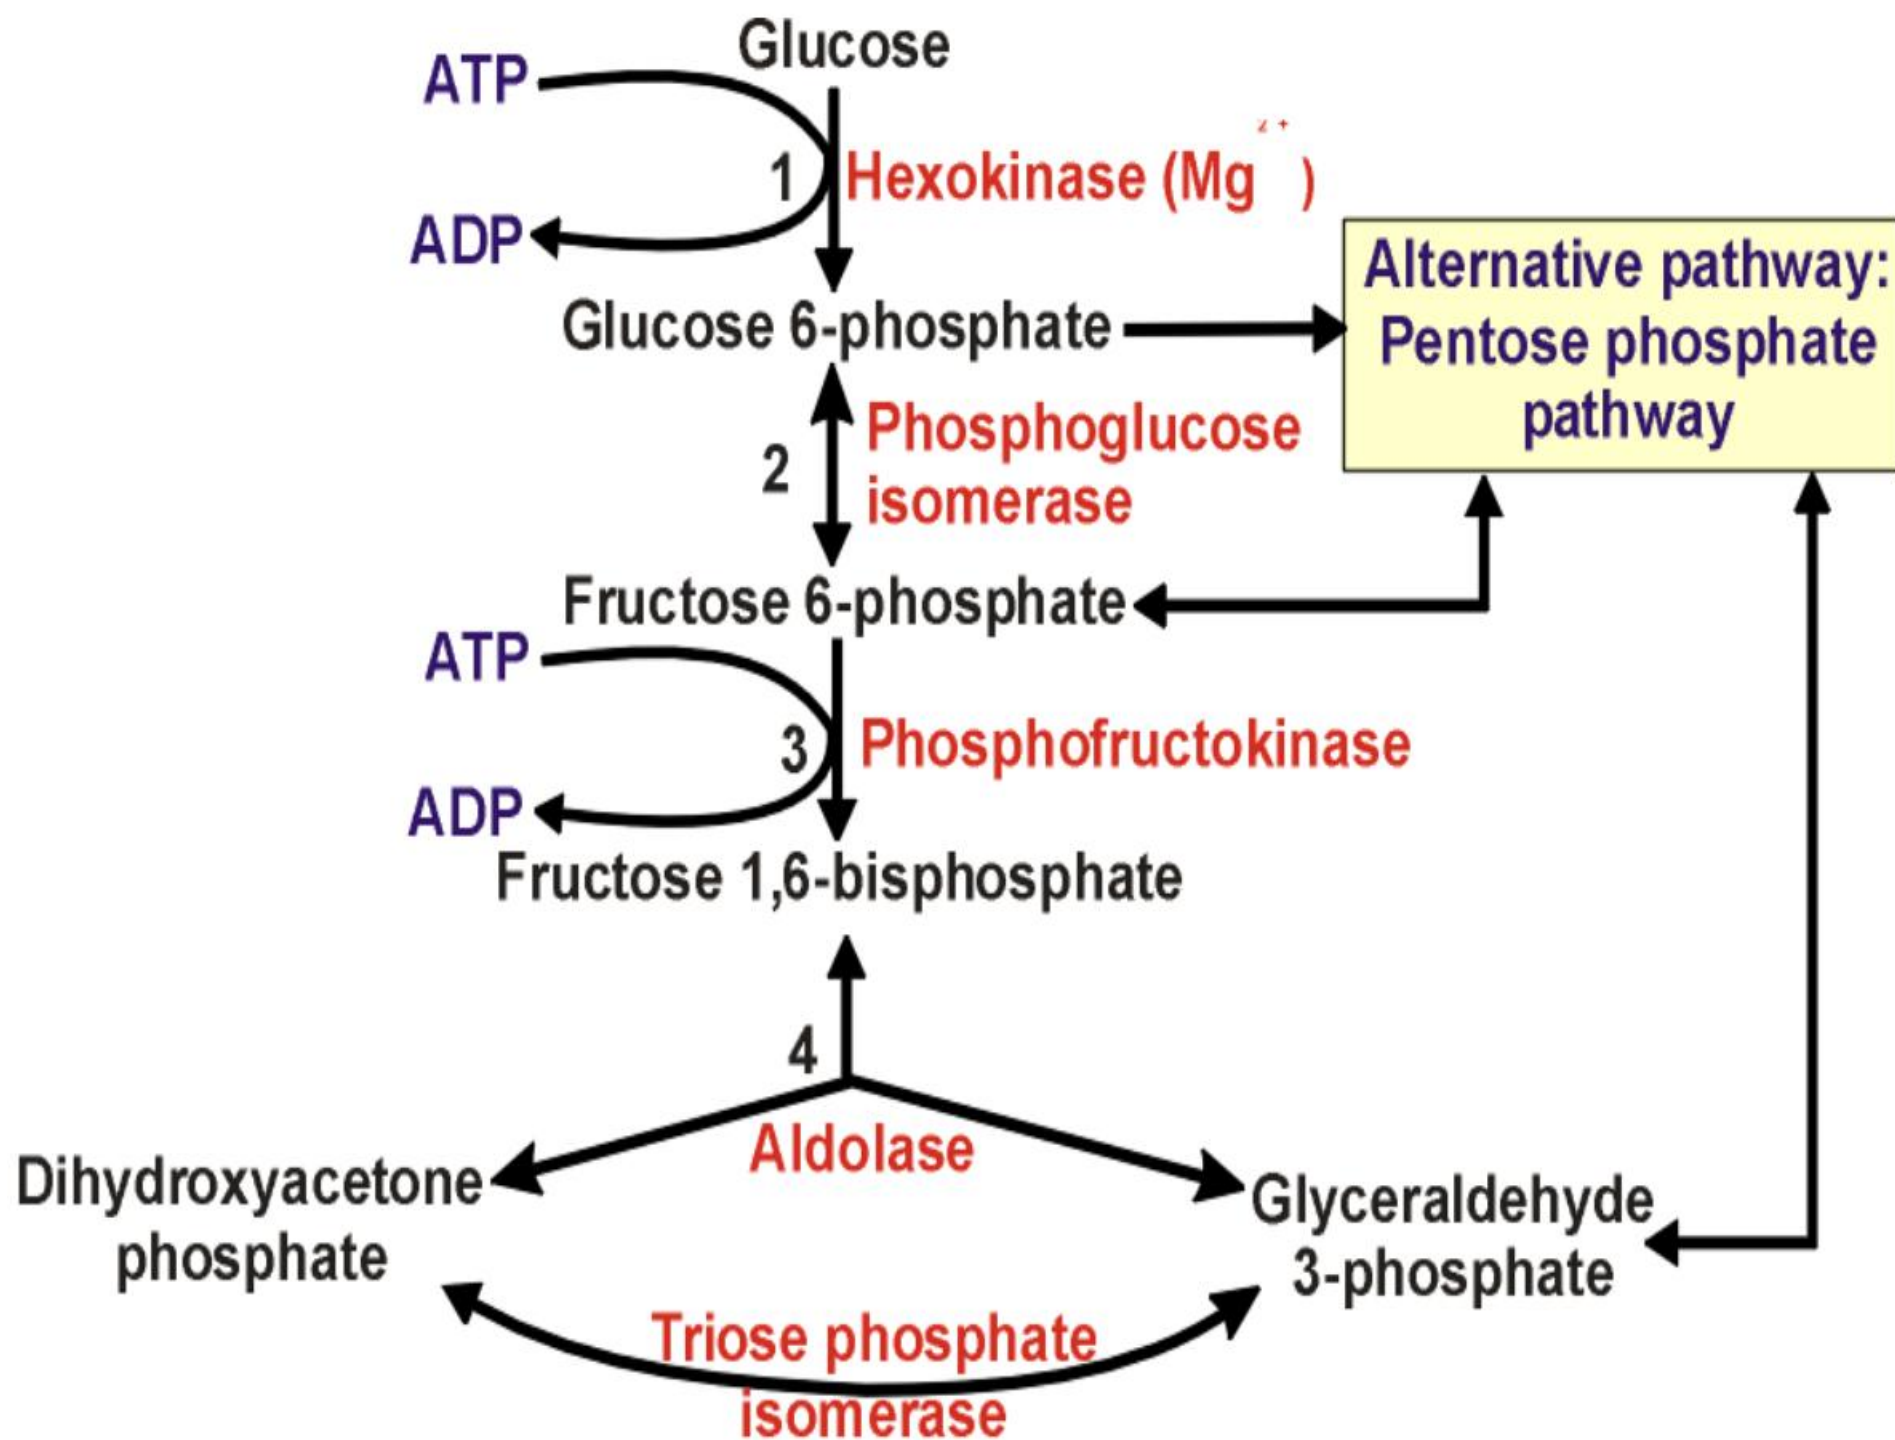 Glucose
ATP
1
Hexokinase (Mg2+)
ADP
Alternative pathway:
Pentose phosphate
pathway
Glucose 6-phosphate
2
Phosphoglucose
isomerase
Fructose 6-phosphate
ATP
3
Phosphofructokinase
ADP
Fructose 1,6-bisphosphate
4
Aldolase
Dihydroxyacetone
phosphate
Glyceraldehyde
3-phosphate
Triose phosphate
isomerase